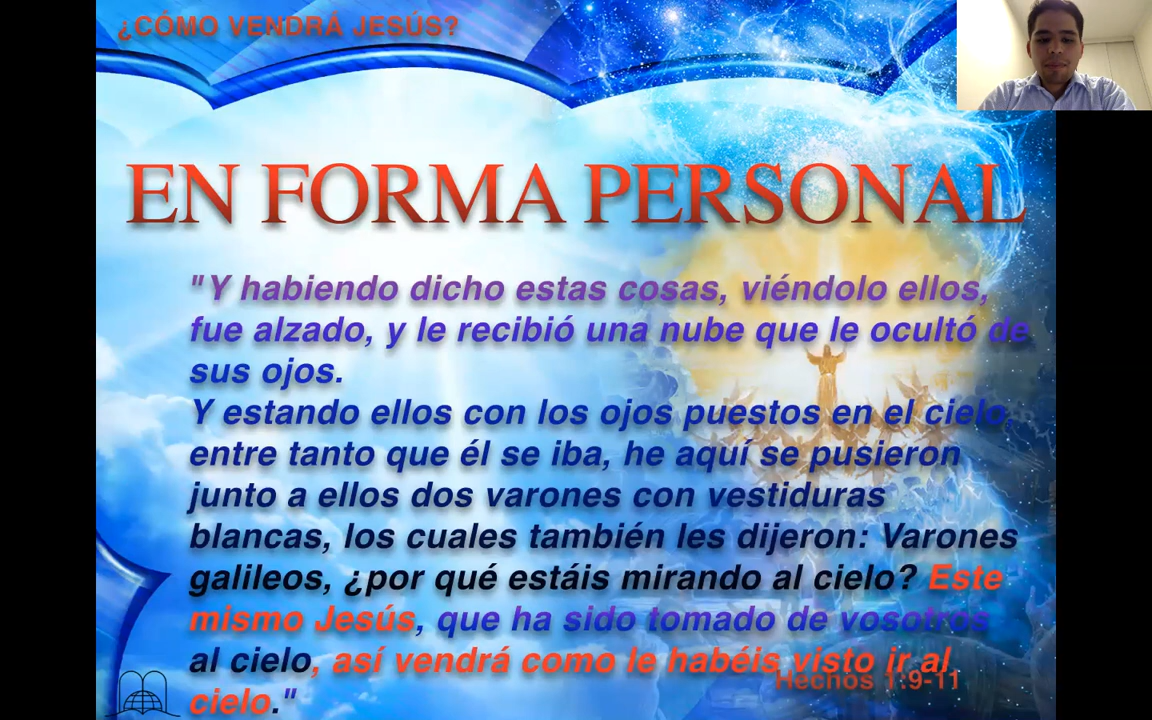 ¿CÓMO VENDRÁ JESÚS?
EN FORMA PERSONAL
"Y habiendo dicho estas cosas, viéndolo ellos,
fue alzado, y le recibió una nube que le ocultó de
sus ojos.
Y estando ellos con los ojos puestos en el cielo,
entre tanto que él se iba, he aquí se pusieron
junto a ellos dos varones con vestiduras
blancas, los cuales también les dijeron: Varones
galileos, ¿por qué estáis mirando al cielo? Este
mismo Jesús, que ha sido tomado de vosotros
al cielo, así vendrá como le habéis visto ir al
cielo."
Hechos 1:9-11